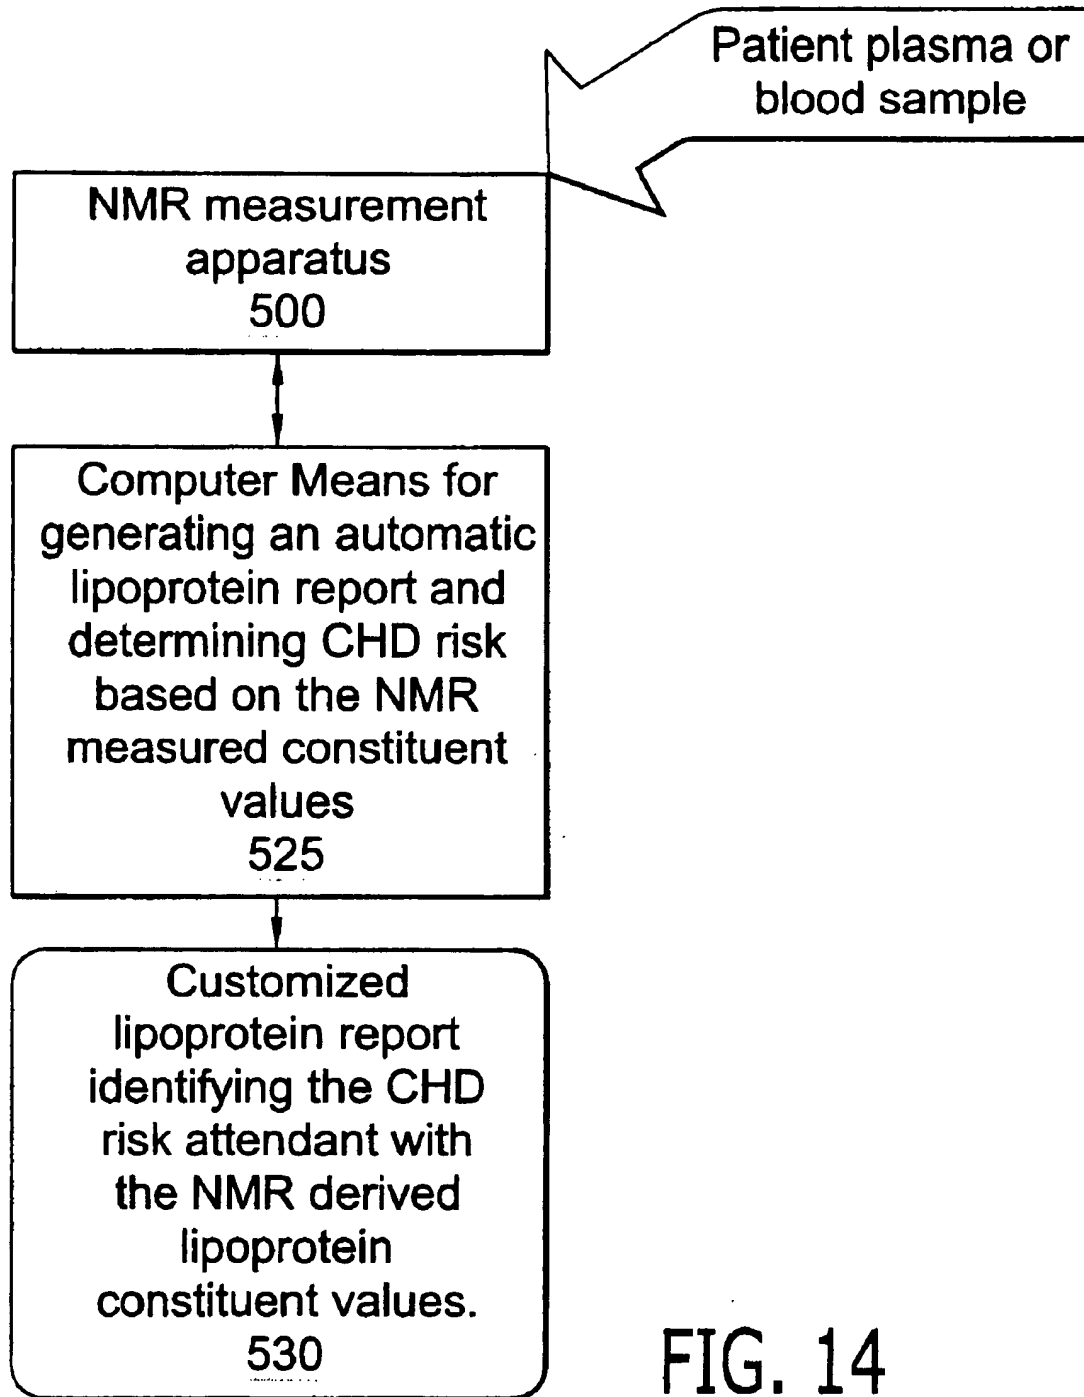 Patient plasma or
blood sample
NMR measurement
apparatus
500
Computer Means for
generating an automatic
lipoprotein report and
determining CHD risk
based on the NMR
measured constituent
values
525
Customized
lipoprotein report
identifying the CHD
risk attendant with
the NMR derived
lipoprotein
constituent values.
530
FIG. 14